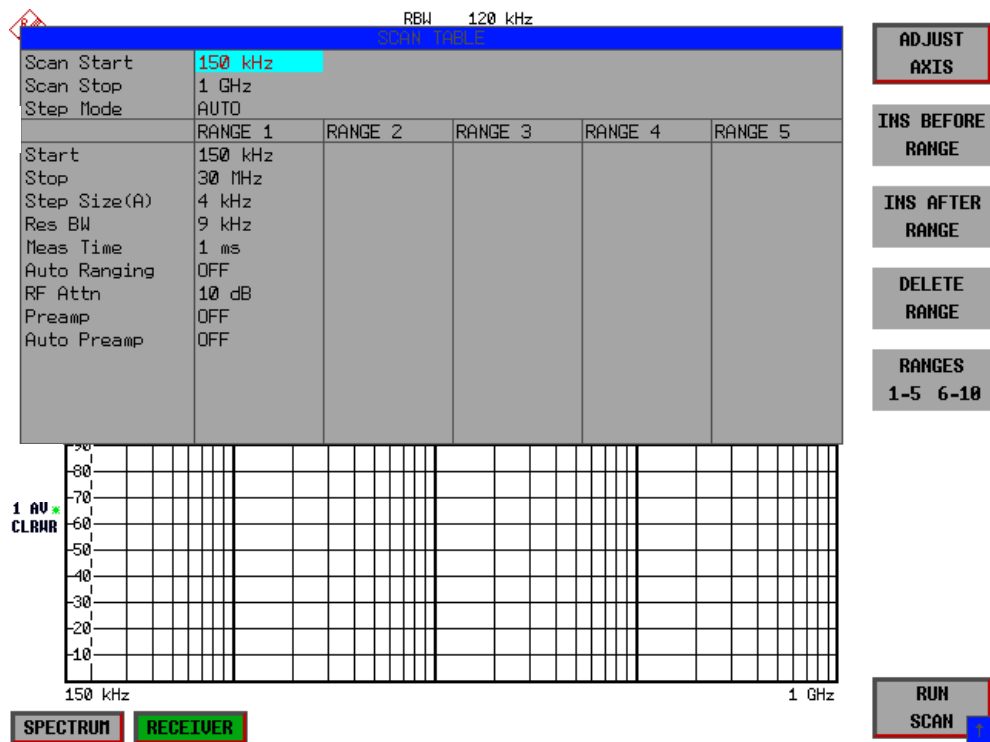 RBW 120 kHz
SCAN TABLE
Scan Start 150 kHz
Scan Stop 1 GHz
Step Mode AUTO
RANGE 1 RANGE 2 RANGE 3 RANGE 4 RANGE 5
Start 150 kHz
Stop 30 MHz
Step Size(A) 4 kHz
Res BW 9 kHz
Meas Time 1 ms
Auto Ranging OFF
RF Attn 10 dB
Preamp OFF
Auto Preamp OFF
90
80
70
60
50
40
30
20
10
1 AV*
CLRWR
150 kHz 1 GHz
SPECTRUM RECEIVER
ADJUST
AXIS
INS BEFORE
RANGE
INS AFTER
RANGE
DELETE
RANGE
RANGES
1-5 6-10
RUN
SCAN
↑